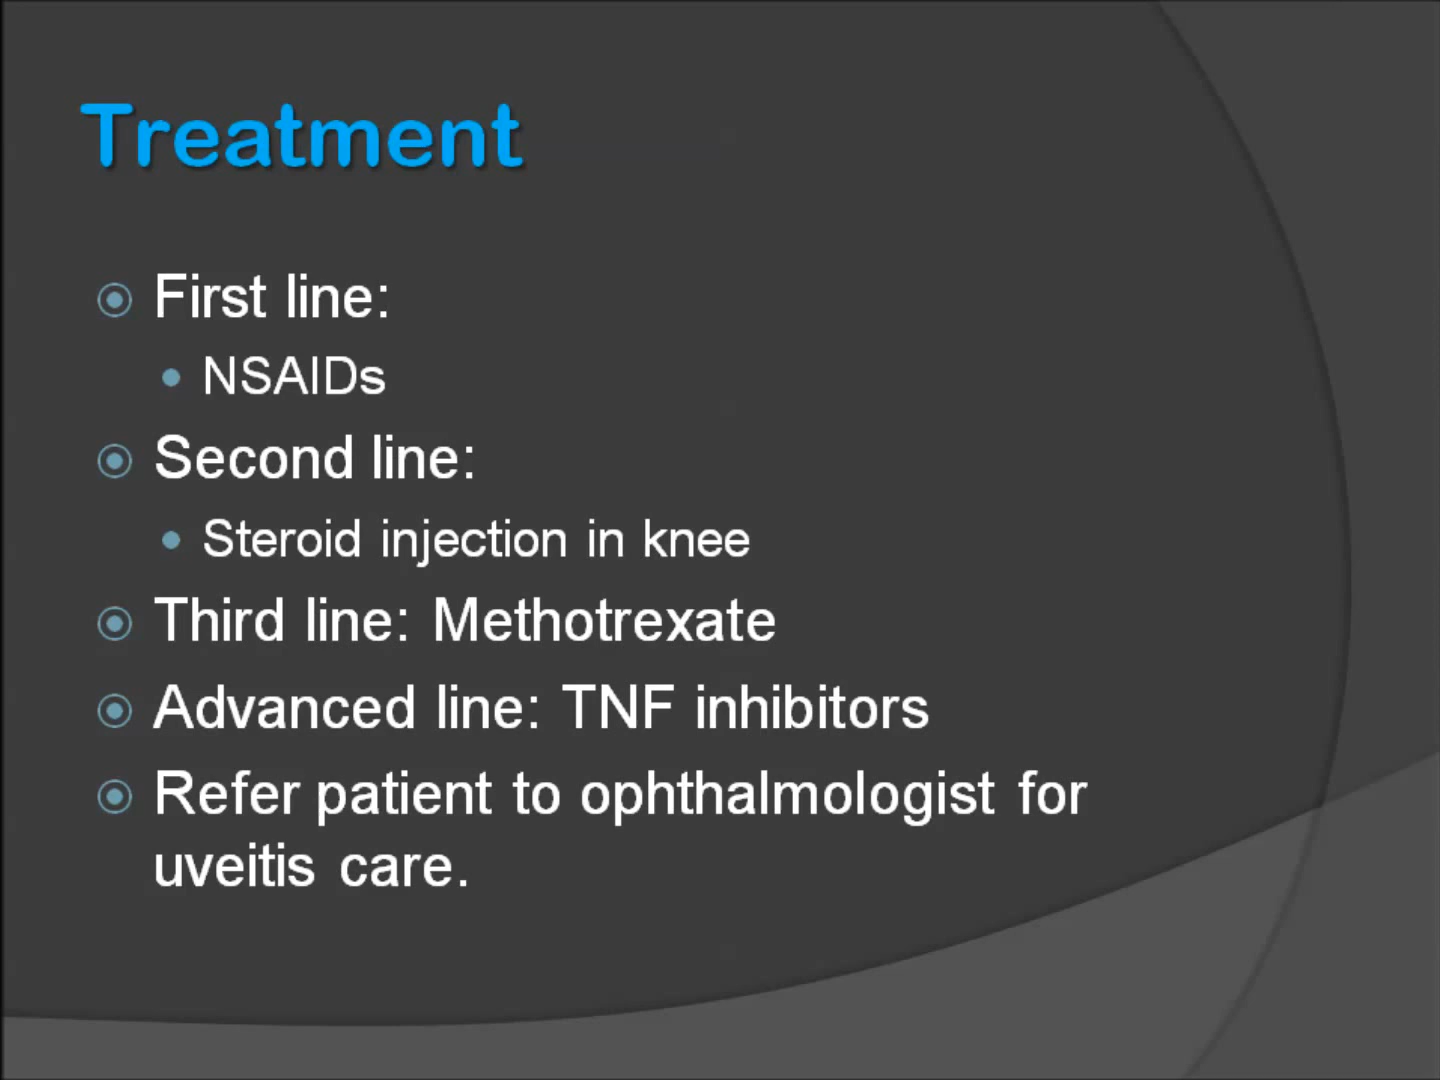 Treatment
First line:
NSAIDs
Second line:
Steroid injection in knee
Third line: Methotrexate
Advanced line: TNF inhibitors
Refer patient to ophthalmologist for
uveitis care.